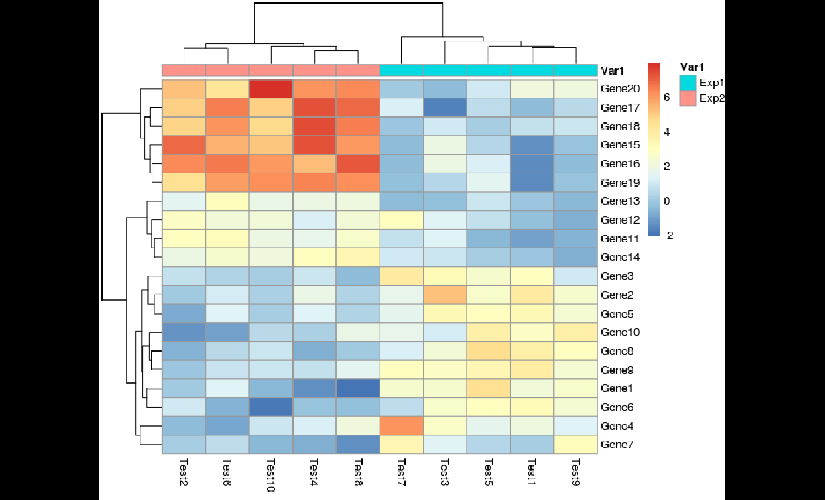 Var1
Gene20
Gene17
Gene18
Gene15
Gene16
Gene19
Gene13
Gene12
Gene11
Gene14
Gene3
Gene2
Gene5
Gene10
Gene8
Gene9
Gene1
Gene6
Gene4
Gene7
Test2
Test6
Test10
Test4
Test8
Test7
Test3
Test5
Test1
Test9
6
4
2
0
-2
Var1
Exp1
Exp2